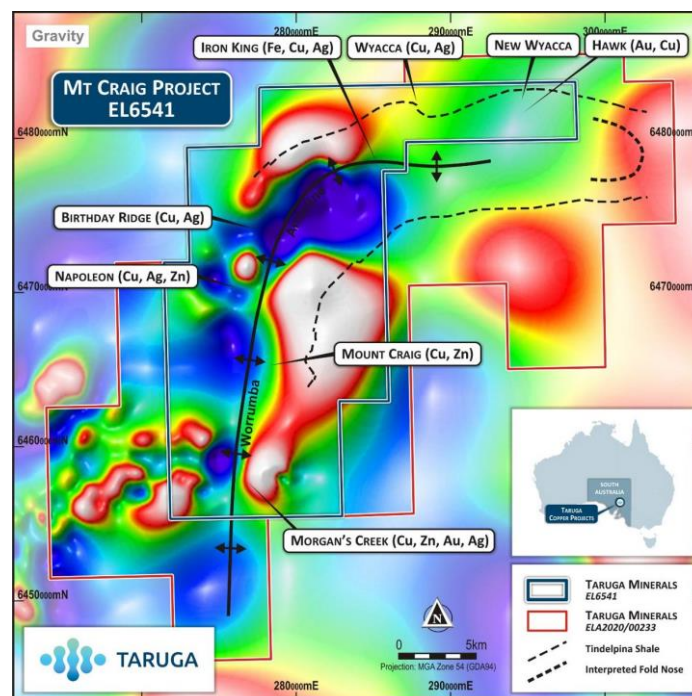 Gravity
280000mE
290000mE
300000mE
IRON KING (Fe, Cu, Ag)
WYACCA (Cu, Ag)
NEW WYACCA
HAWK (Au, Cu)
MT CRAIG PROJECT
EL6541
6480000mN
6480000mN
BIRTHDAY RIDGE (Cu, Ag)
NAPOLEON (Cu, Ag, Zn)
6470000mN
6470000mN
MOUNT CRAIG (Cu, Zn)
Worrumba
6460000mN
MORGAN'S CREEK (Cu, Zn, Au, Ag)
6450000mN
SOUTH
AUSTRALIA
TARUGA
COPPER PROJECTS
TARUGA MINERALS
EL6541
TARUGA MINERALS
ELA2020/00233
Tindelpina Shale
Interpreted Fold Nose
TARUGA
N
0
5km
Projection: MGA Zone 54 (GDA94)
280000mE
290000mE